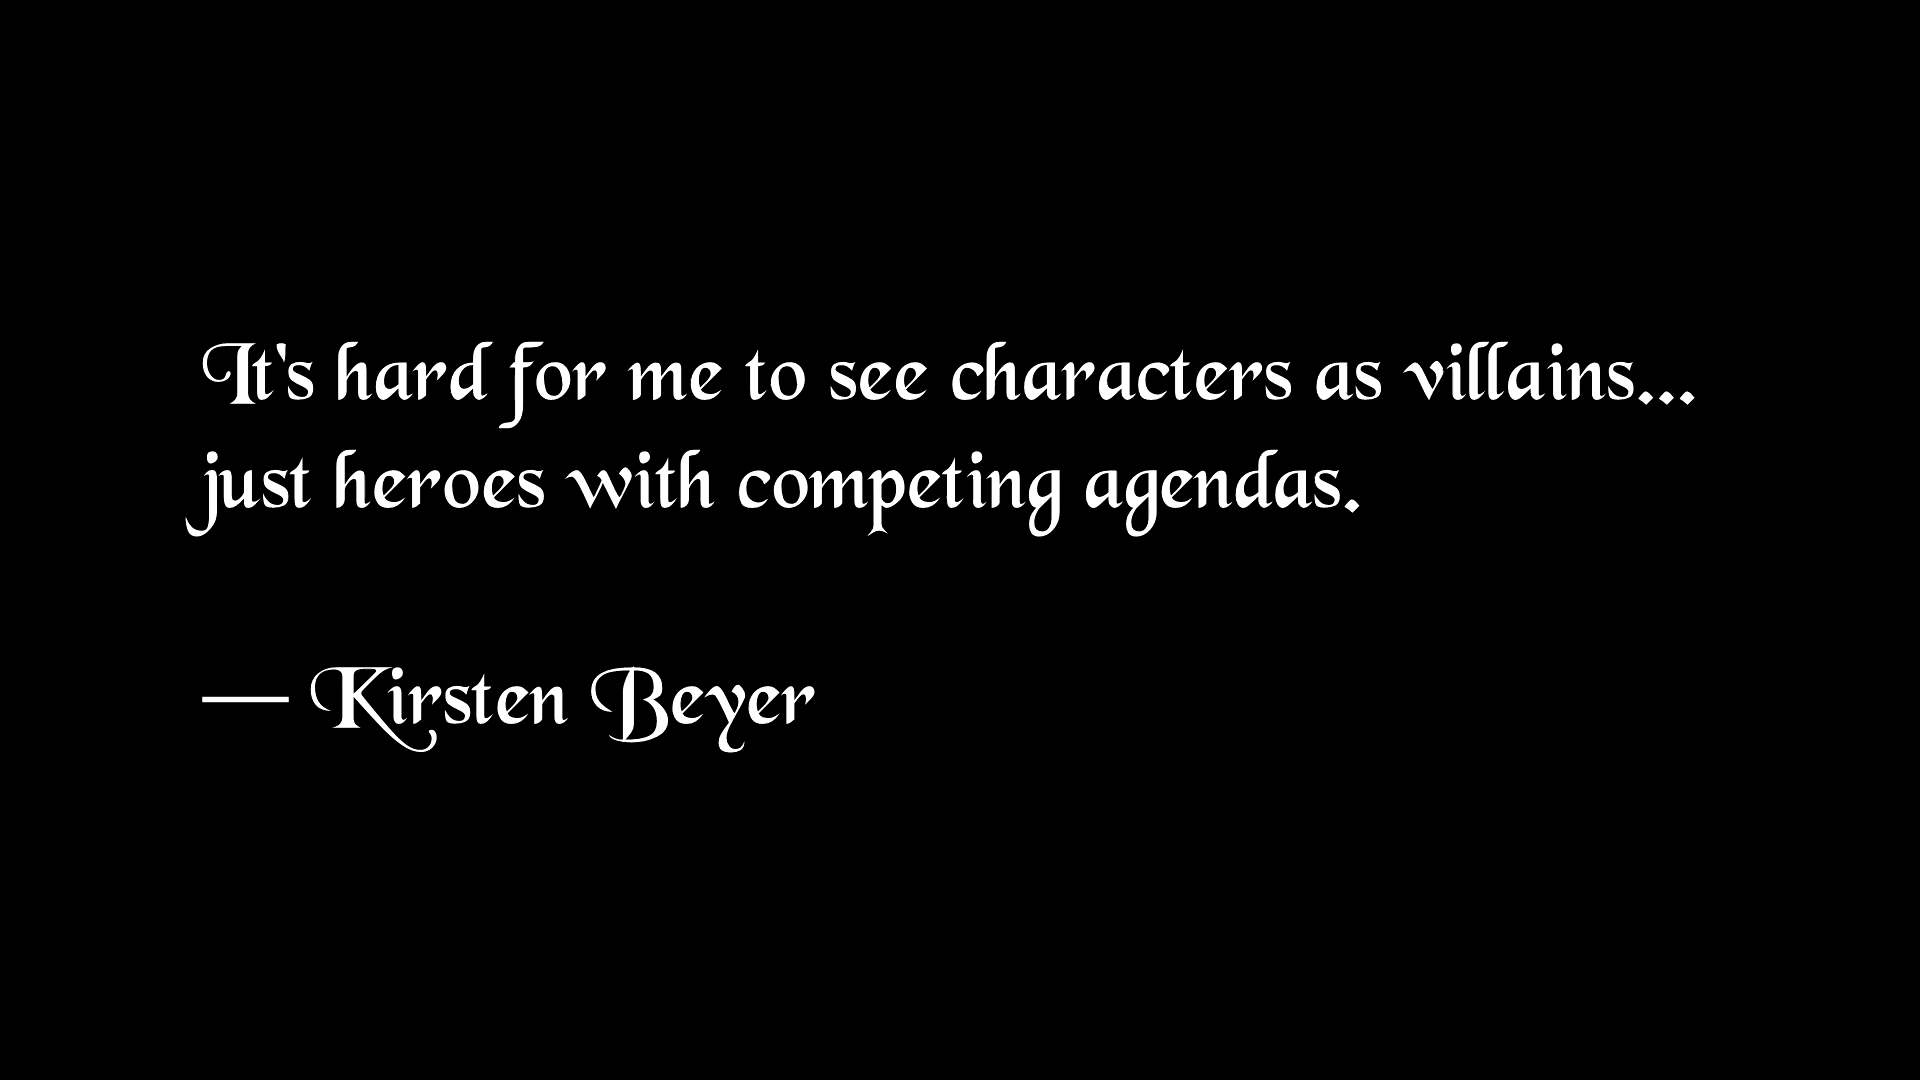 It's hard for me to see characters as villains...
just heroes with competing agendas.
— Kirsten Beyer